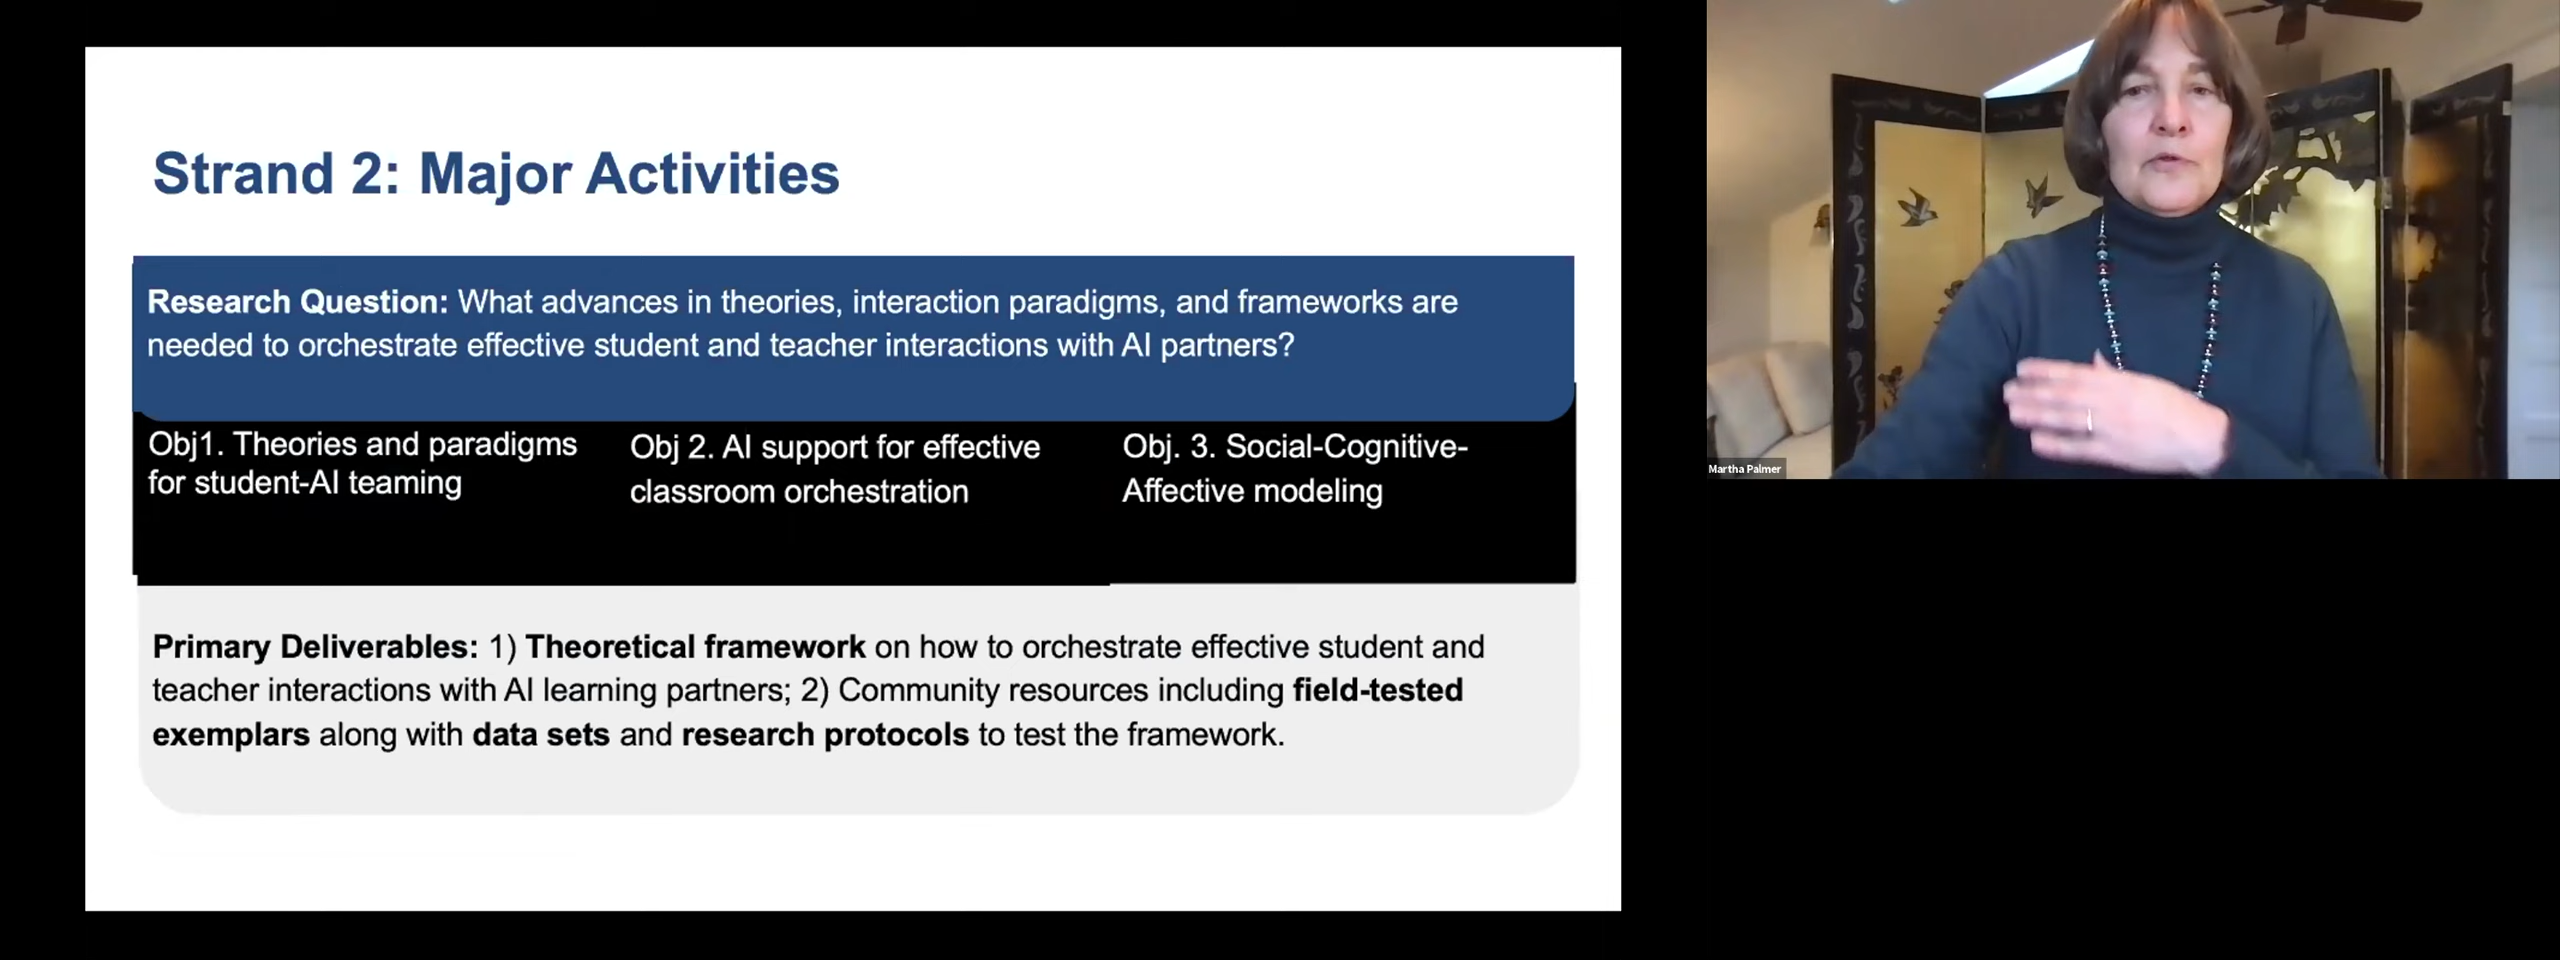 Strand 2: Major Activities
Research Question: What advances in theories, interaction paradigms, and frameworks are
needed to orchestrate effective student and teacher interactions with AI partners?
Obj1. Theories and paradigms
for student-AI teaming
Obj 2. AI support for effective
classroom orchestration
Obj. 3. Social-Cognitive-
Affective modeling
Primary Deliverables: 1) Theoretical framework on how to orchestrate effective student and
teacher interactions with AI learning partners; 2) Community resources including field-tested
exemplars along with data sets and research protocols to test the framework.
Martha Palmer